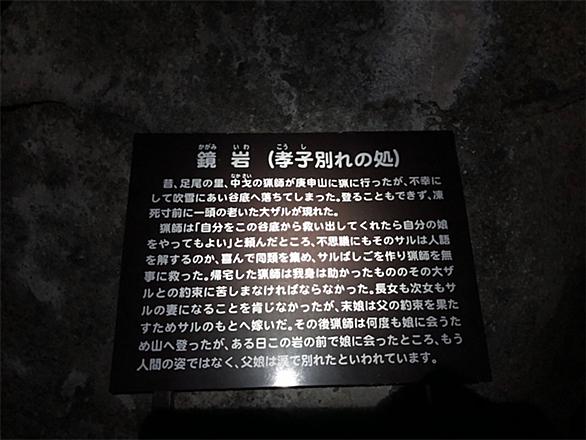 かがみ いわ こうし
鏡 岩 (孝子別れの処)
なかさい
昔、足尾の里、中才の猟師が庚申山に猟に行ったが、不幸に
して吹雪にあい谷底へ落ちてしまった。登ることもできず、凍
死寸前に一頭の老いた大ザルが現れた。
猟師は「自分をこの谷底から救い出してくれたら自分の娘
をやってもよい」と頼んだところ、不思議にもそのサルは人語
を解するのか、喜んで同類を集め、サルばしごを作り猟師を無
事に救った。帰宅した猟師は我身は助かったもののその大ザ
ルとの約束に苦しまなければならなかった。長女も次女もサ
ルの妻になることを肯じなかったが、末娘は父の約束を果た
すためサルのもとへ嫁いだ。その後猟師は何度も娘に会うた
め山へ登ったが、ある日この岩の前で娘に会ったところ、もう
人間の姿ではなく、父娘は涙で別れたといわれています。